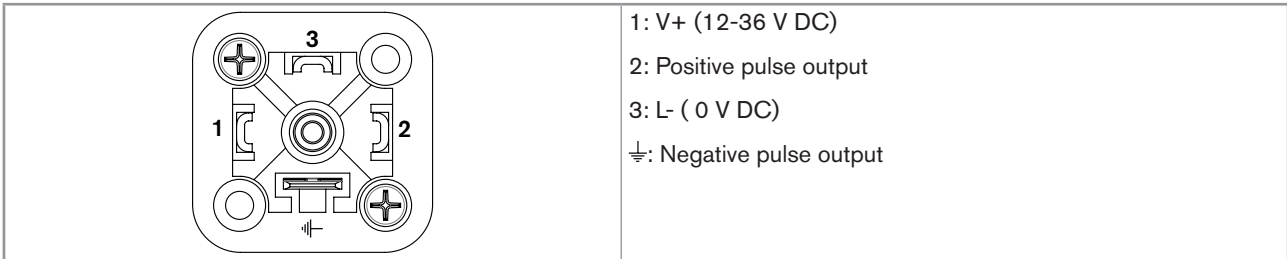 3
1
2
1: V+ (12-36 V DC)
2: Positive pulse output
3: L- ( 0 V DC)
⏚: Negative pulse output